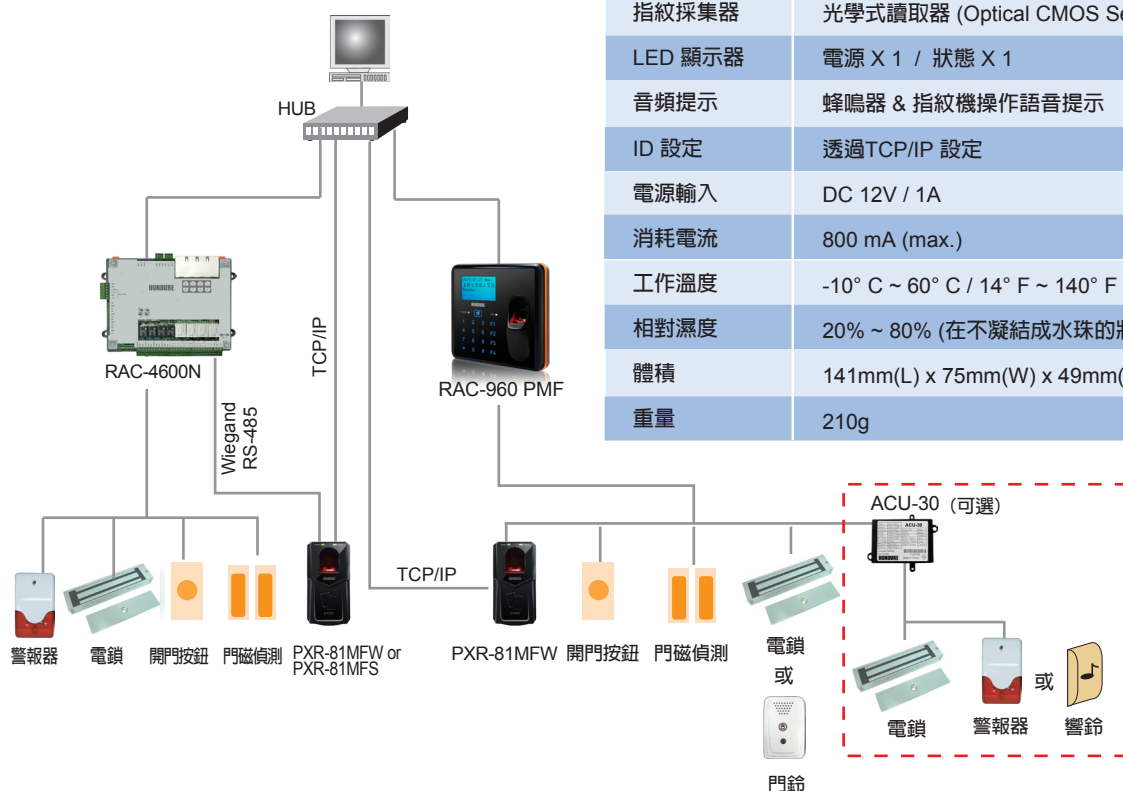 指紋採集器 光學式讀取器 (Optical CMOS Se
LED 顯示器 電源 X 1 / 狀態 X 1
音頻提示 蜂鳴器 & 指紋機操作語音提示
ID 設定 透過TCP/IP 設定
電源輸入 DC 12V / 1A
消耗電流 800 mA (max.)
工作溫度 -10° C ~ 60° C / 14° F ~ 140° F
相對濕度 20% ~ 80% (在不凝結成水珠的狀
體積 141mm(L) x 75mm(W) x 49mm(
重量 210g
HUB
HUNDURE
RAC-4600N
TCP/IP
HUNDURE
RAC-960 PMF
Wiegand
RS-485
TCP/IP
ACU-30 (可選)
ACU-30
HUNDURE
警報器
電鎖
開門按鈕
門磁偵測
PXR-81MFW or
PXR-81MFS
PXR-81MFW
開門按鈕
門磁偵測
電鎖
或
門鈴
電鎖
警報器
或
響鈴